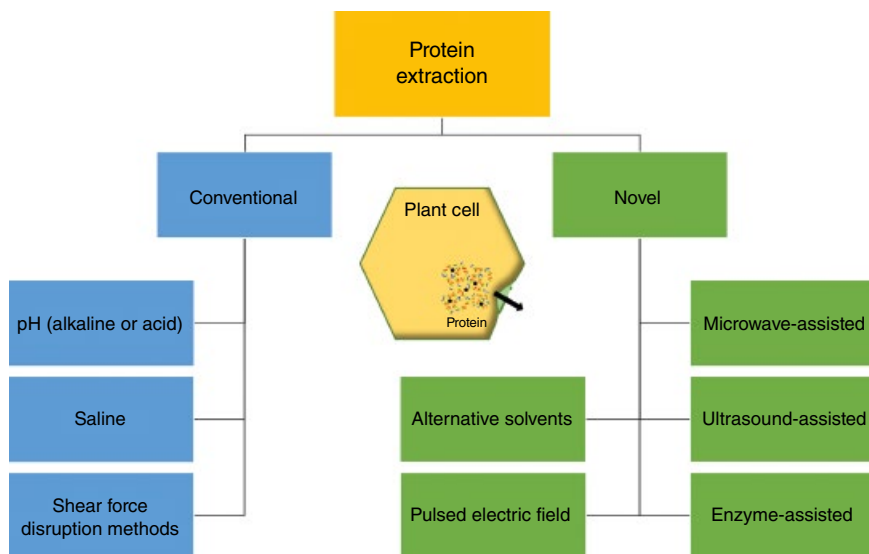 Protein
extraction
Conventional
Plant cell
Novel
Protein
pH (alkaline or acid)
Microwave-assisted
Saline
Alternative solvents
Ultrasound-assisted
Shear force
disruption methods
Pulsed electric field
Enzyme-assisted